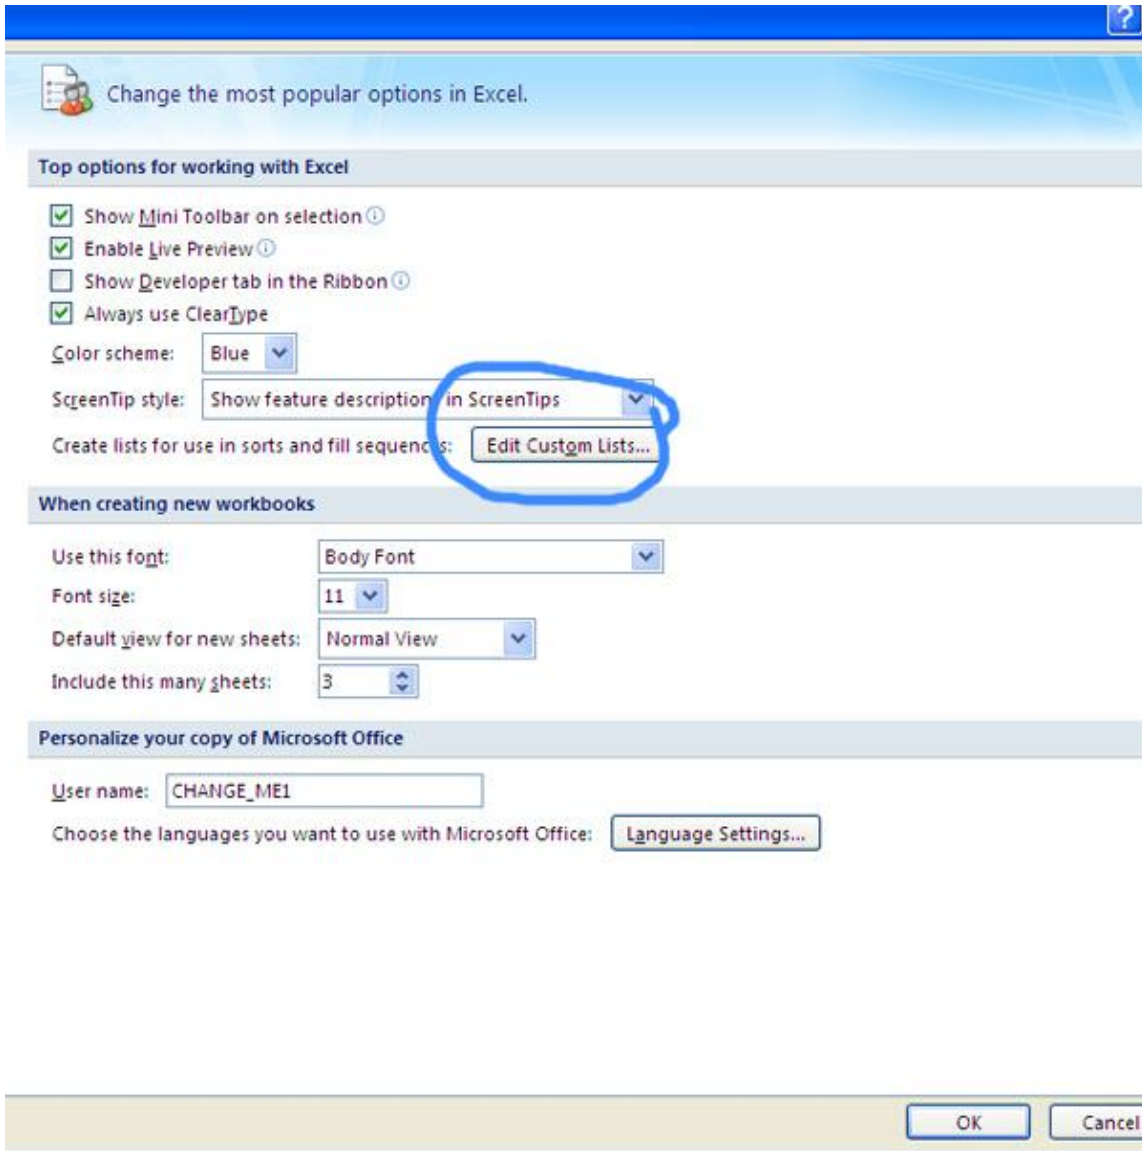 ?
Change the most popular options in Excel.
Top options for working with Excel
Show Mini Toolbar on selection
Enable Live Preview
Show Developer tab in the Ribbon
Always use ClearType
Color scheme: Blue
ScreenTip style: Show feature descriptions in ScreenTips
Create lists for use in sorts and fill sequences: Edit Custom Lists...
When creating new workbooks
Use this font: Body Font
Font size: 11
Default view for new sheets: Normal View
Include this many sheets: 3
Personalize your copy of Microsoft Office
User name: CHANGE_ME1
Choose the languages you want to use with Microsoft Office: Language Settings...
OK Cancel